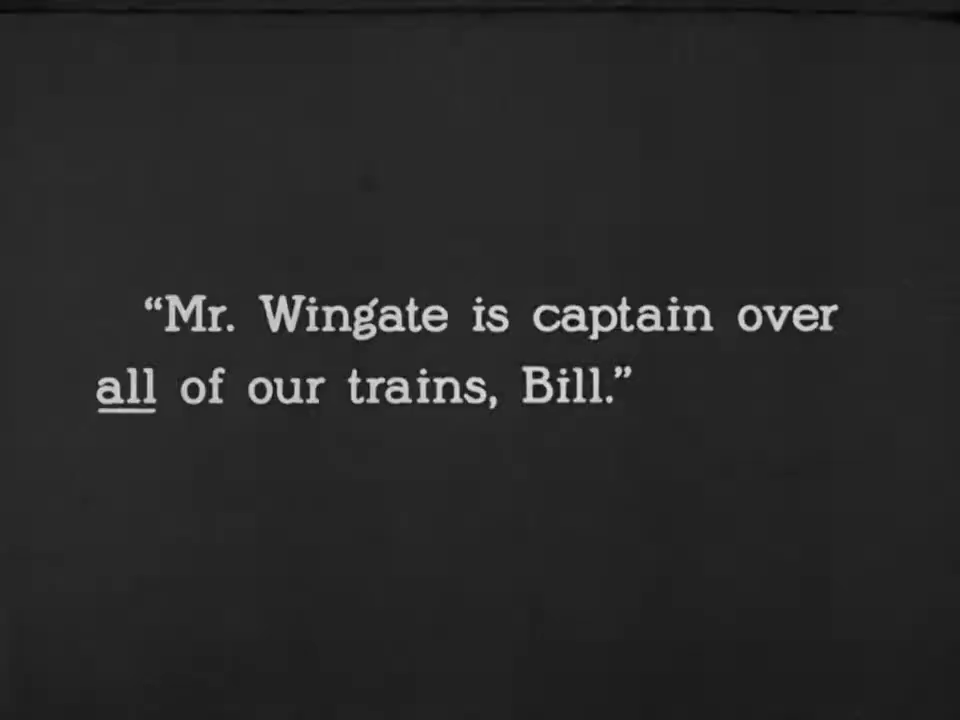 “Mr. Wingate is captain over
all of our trains, Bill.”